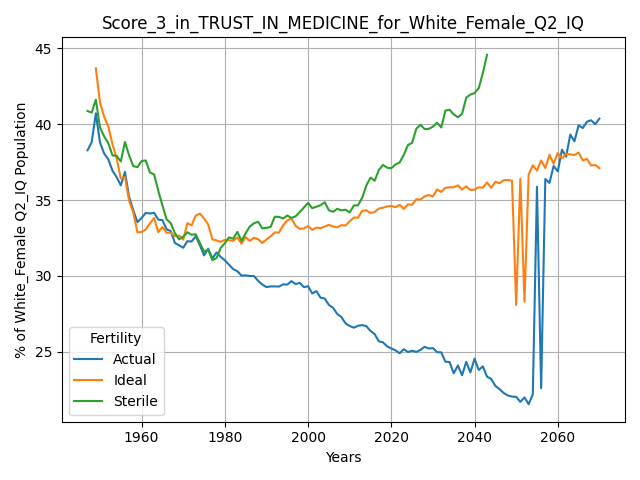 Score_3_in_TRUST_IN_MEDICINE_for_White_Female_Q2_IQ
% of White_Female Q2_IQ Population
45
40
35
30
25
Fertility
Actual
Ideal
Sterile
1960
1980
2000
2020
2040
2060
Years